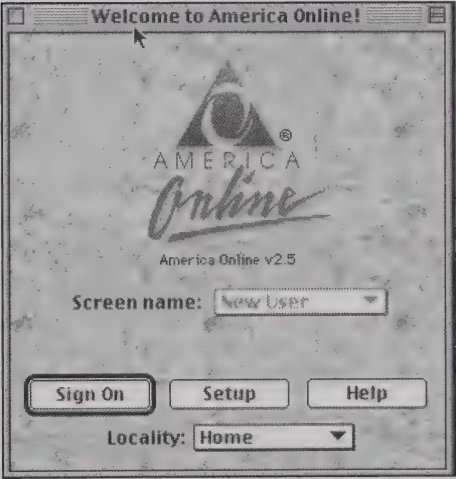 Welcome to America Online!
®
AMERICA
Online
America Online v2.5
Screen name: New User
Sign On Setup Help
Locality: Home